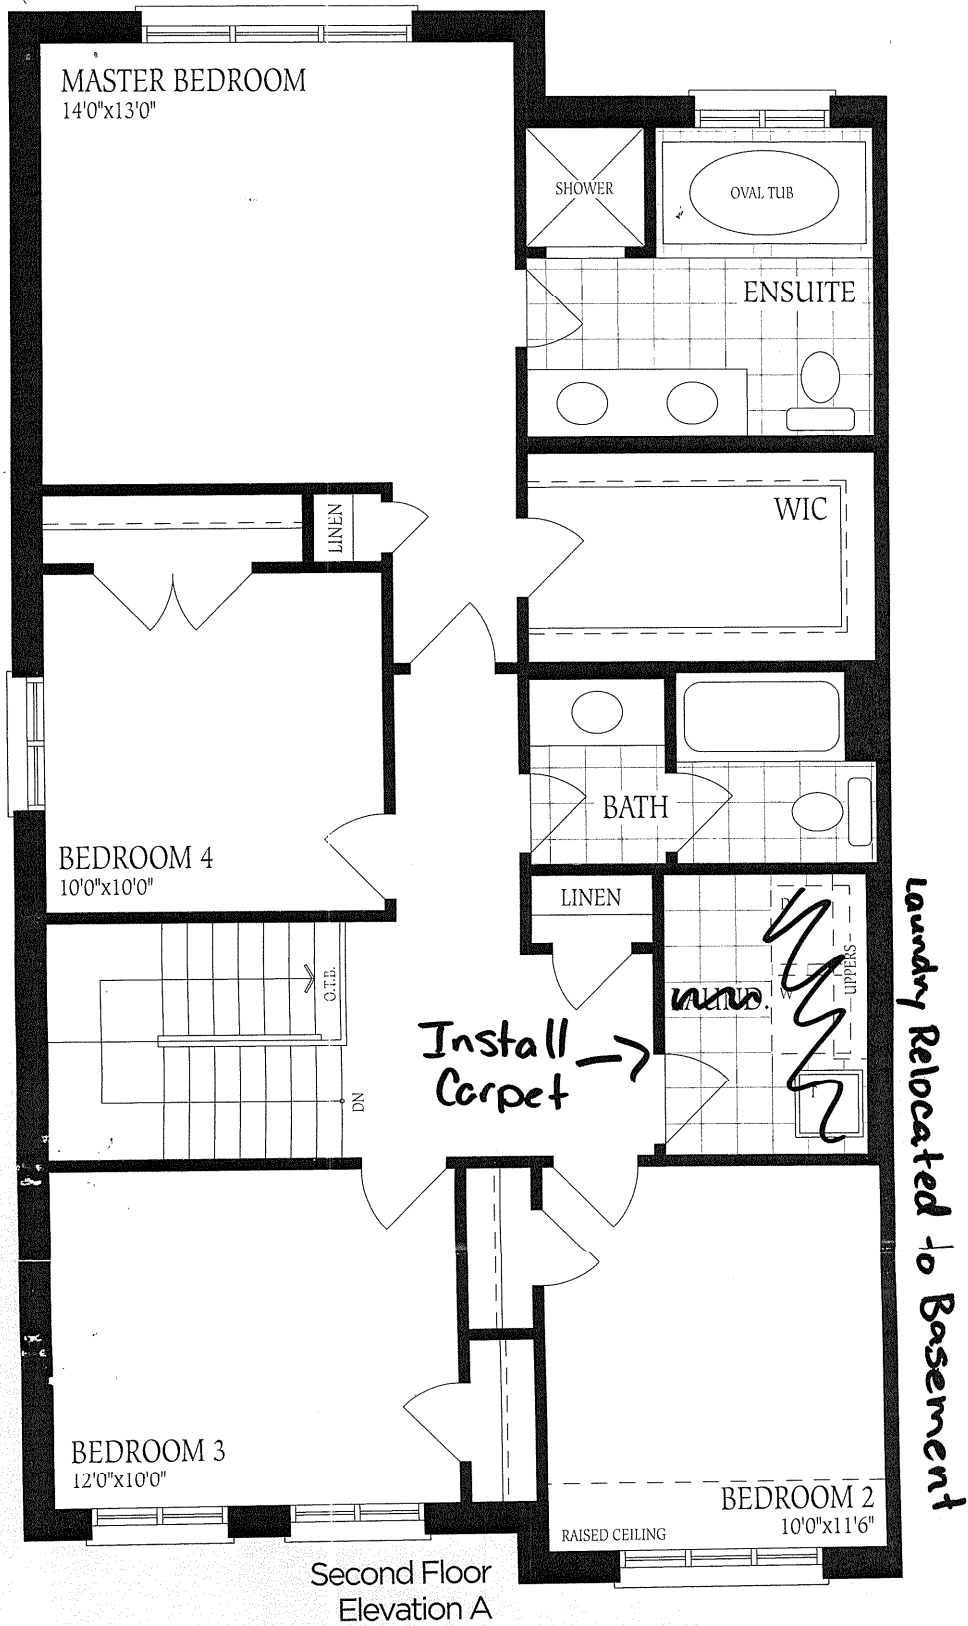 MASTER BEDROOM
14'0"x13'0"
SHOWER
OVAL TUB
ENSUITE
LINEN
WIC
BATH
BEDROOM 4
10'0"x10'0"
LINEN
D
UPPERS
W
LAUND.
O.T.B.
DN
Install
Carpet
Laundry Relocated to Basement
BEDROOM 3
12'0"x10'0"
BEDROOM 2
10'0"x11'6"
RAISED CEILING
Second Floor
Elevation A